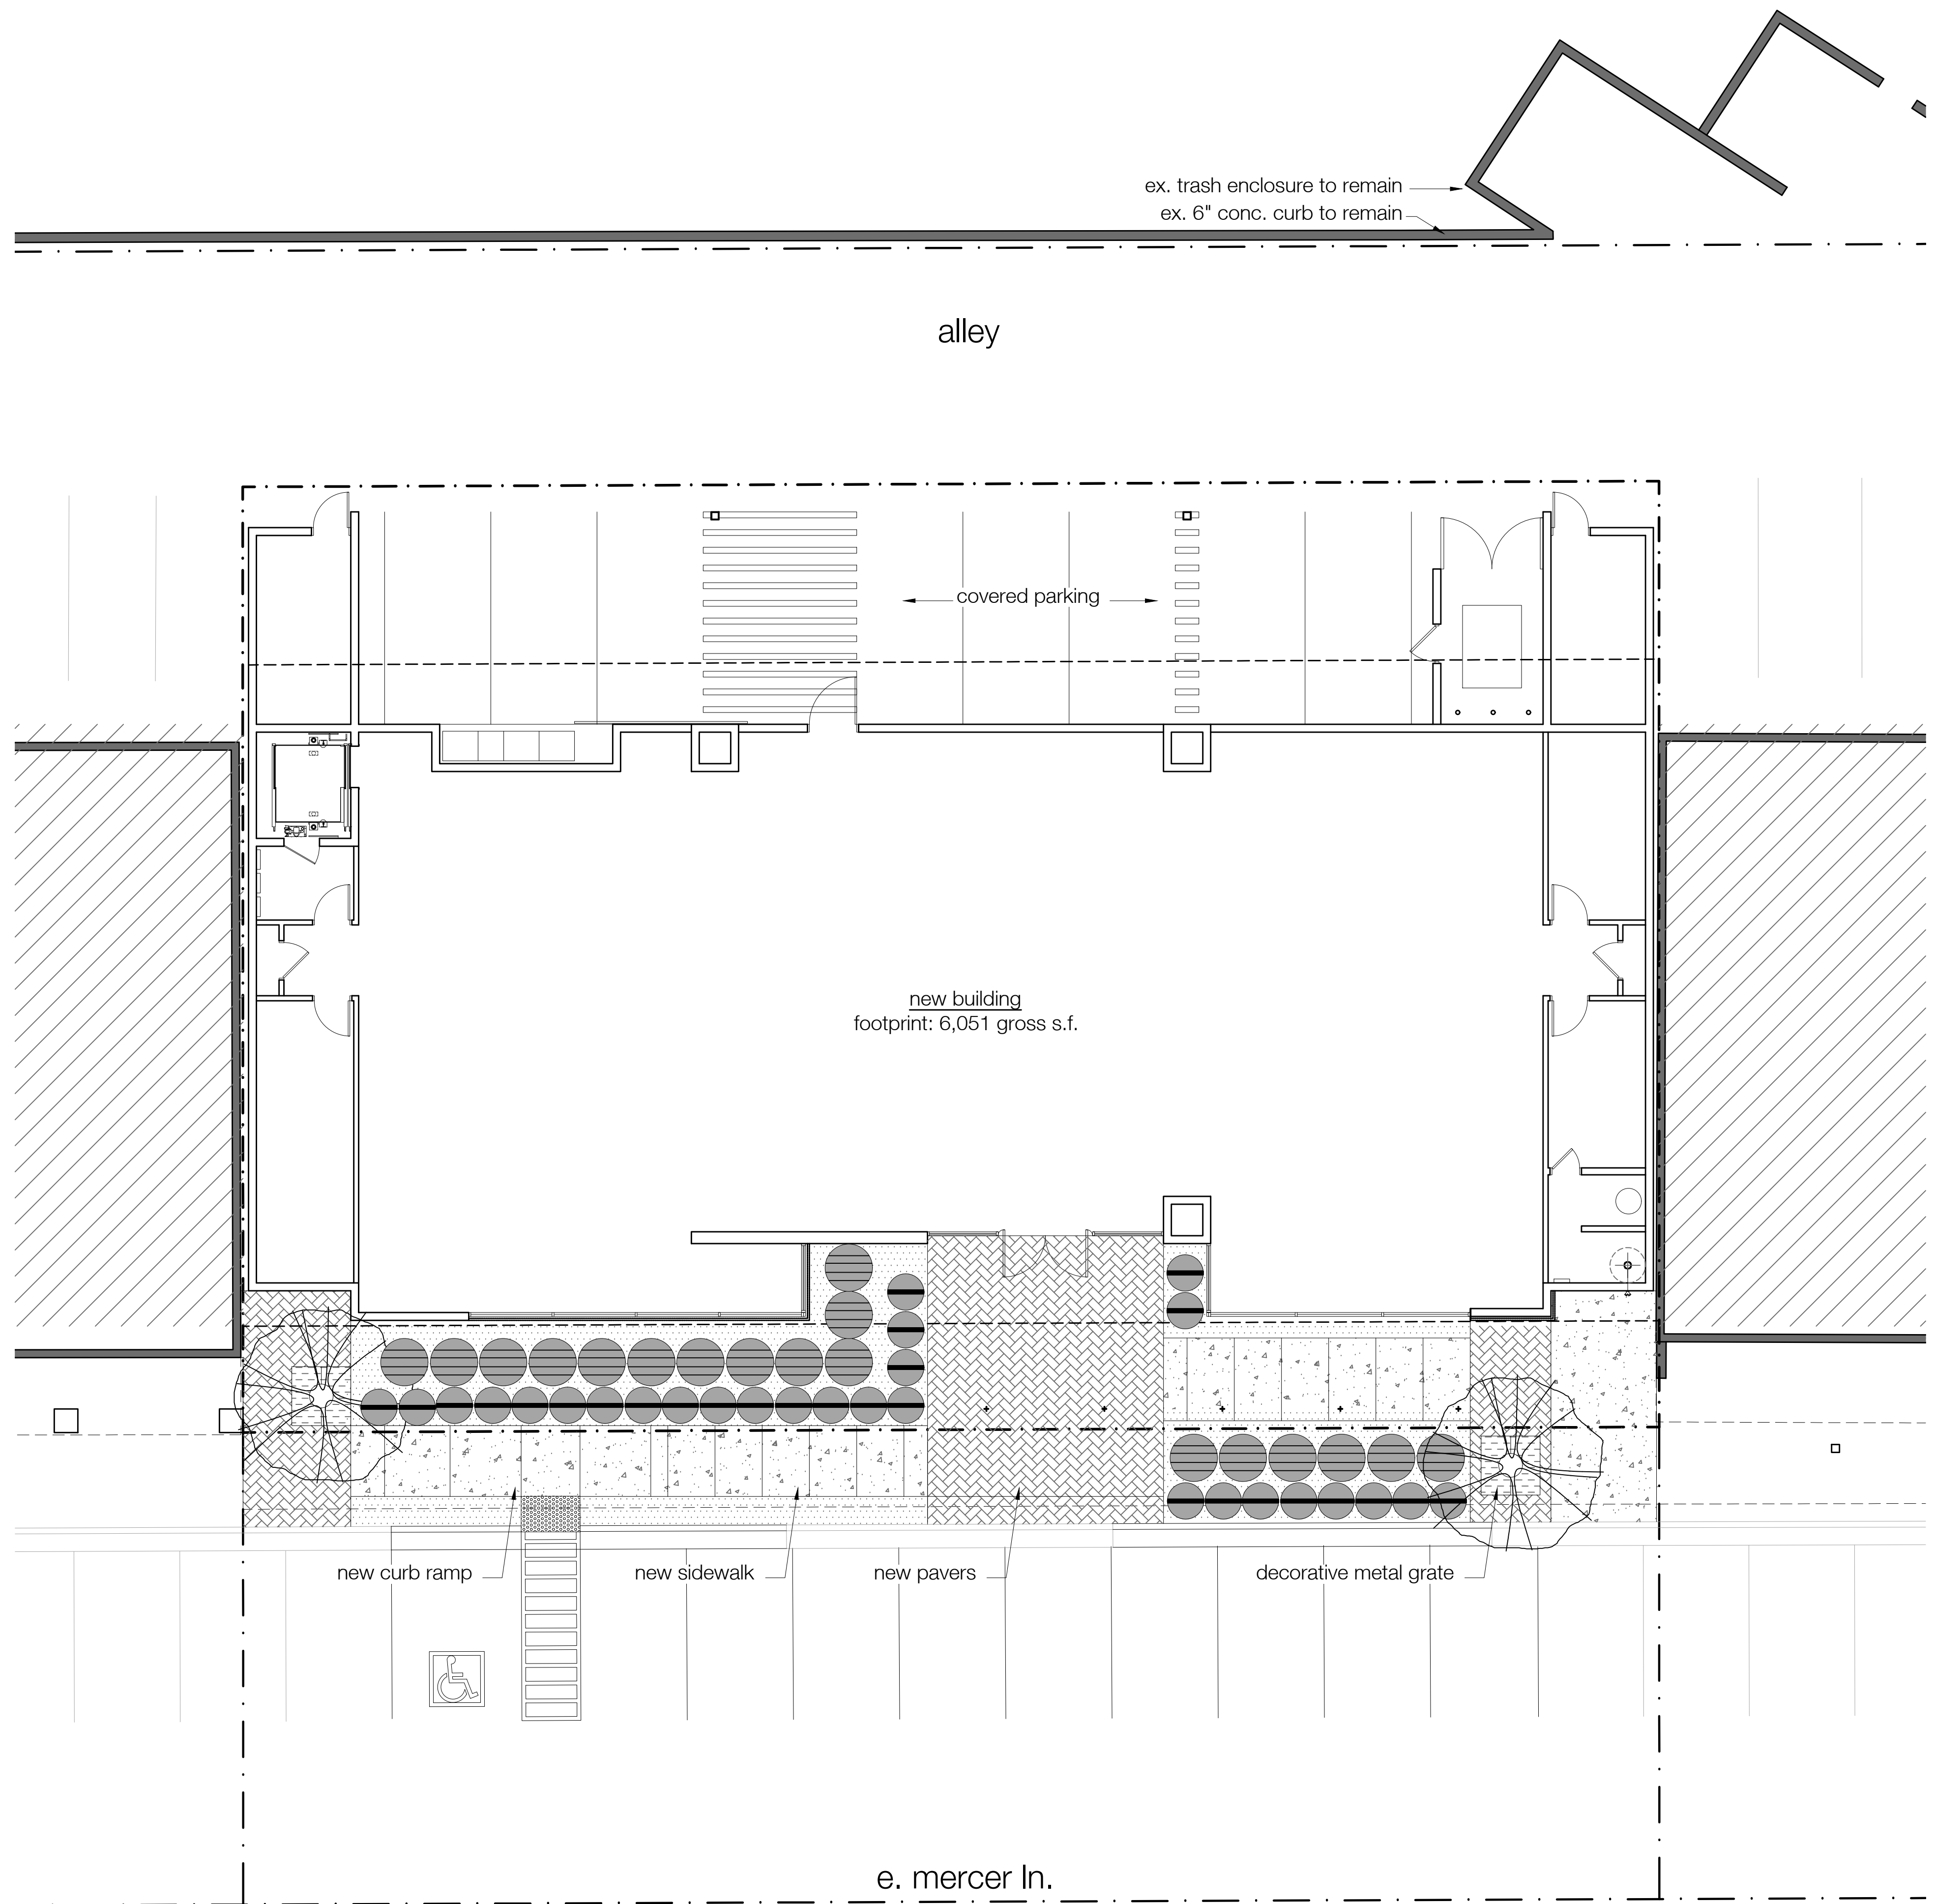 ex. trash enclosure to remain
ex. 6" conc. curb to remain
alley
covered parking
new building
footprint: 6,051 gross s.f.
new curb ramp
new sidewalk
new pavers
decorative metal grate
e. mercer ln.